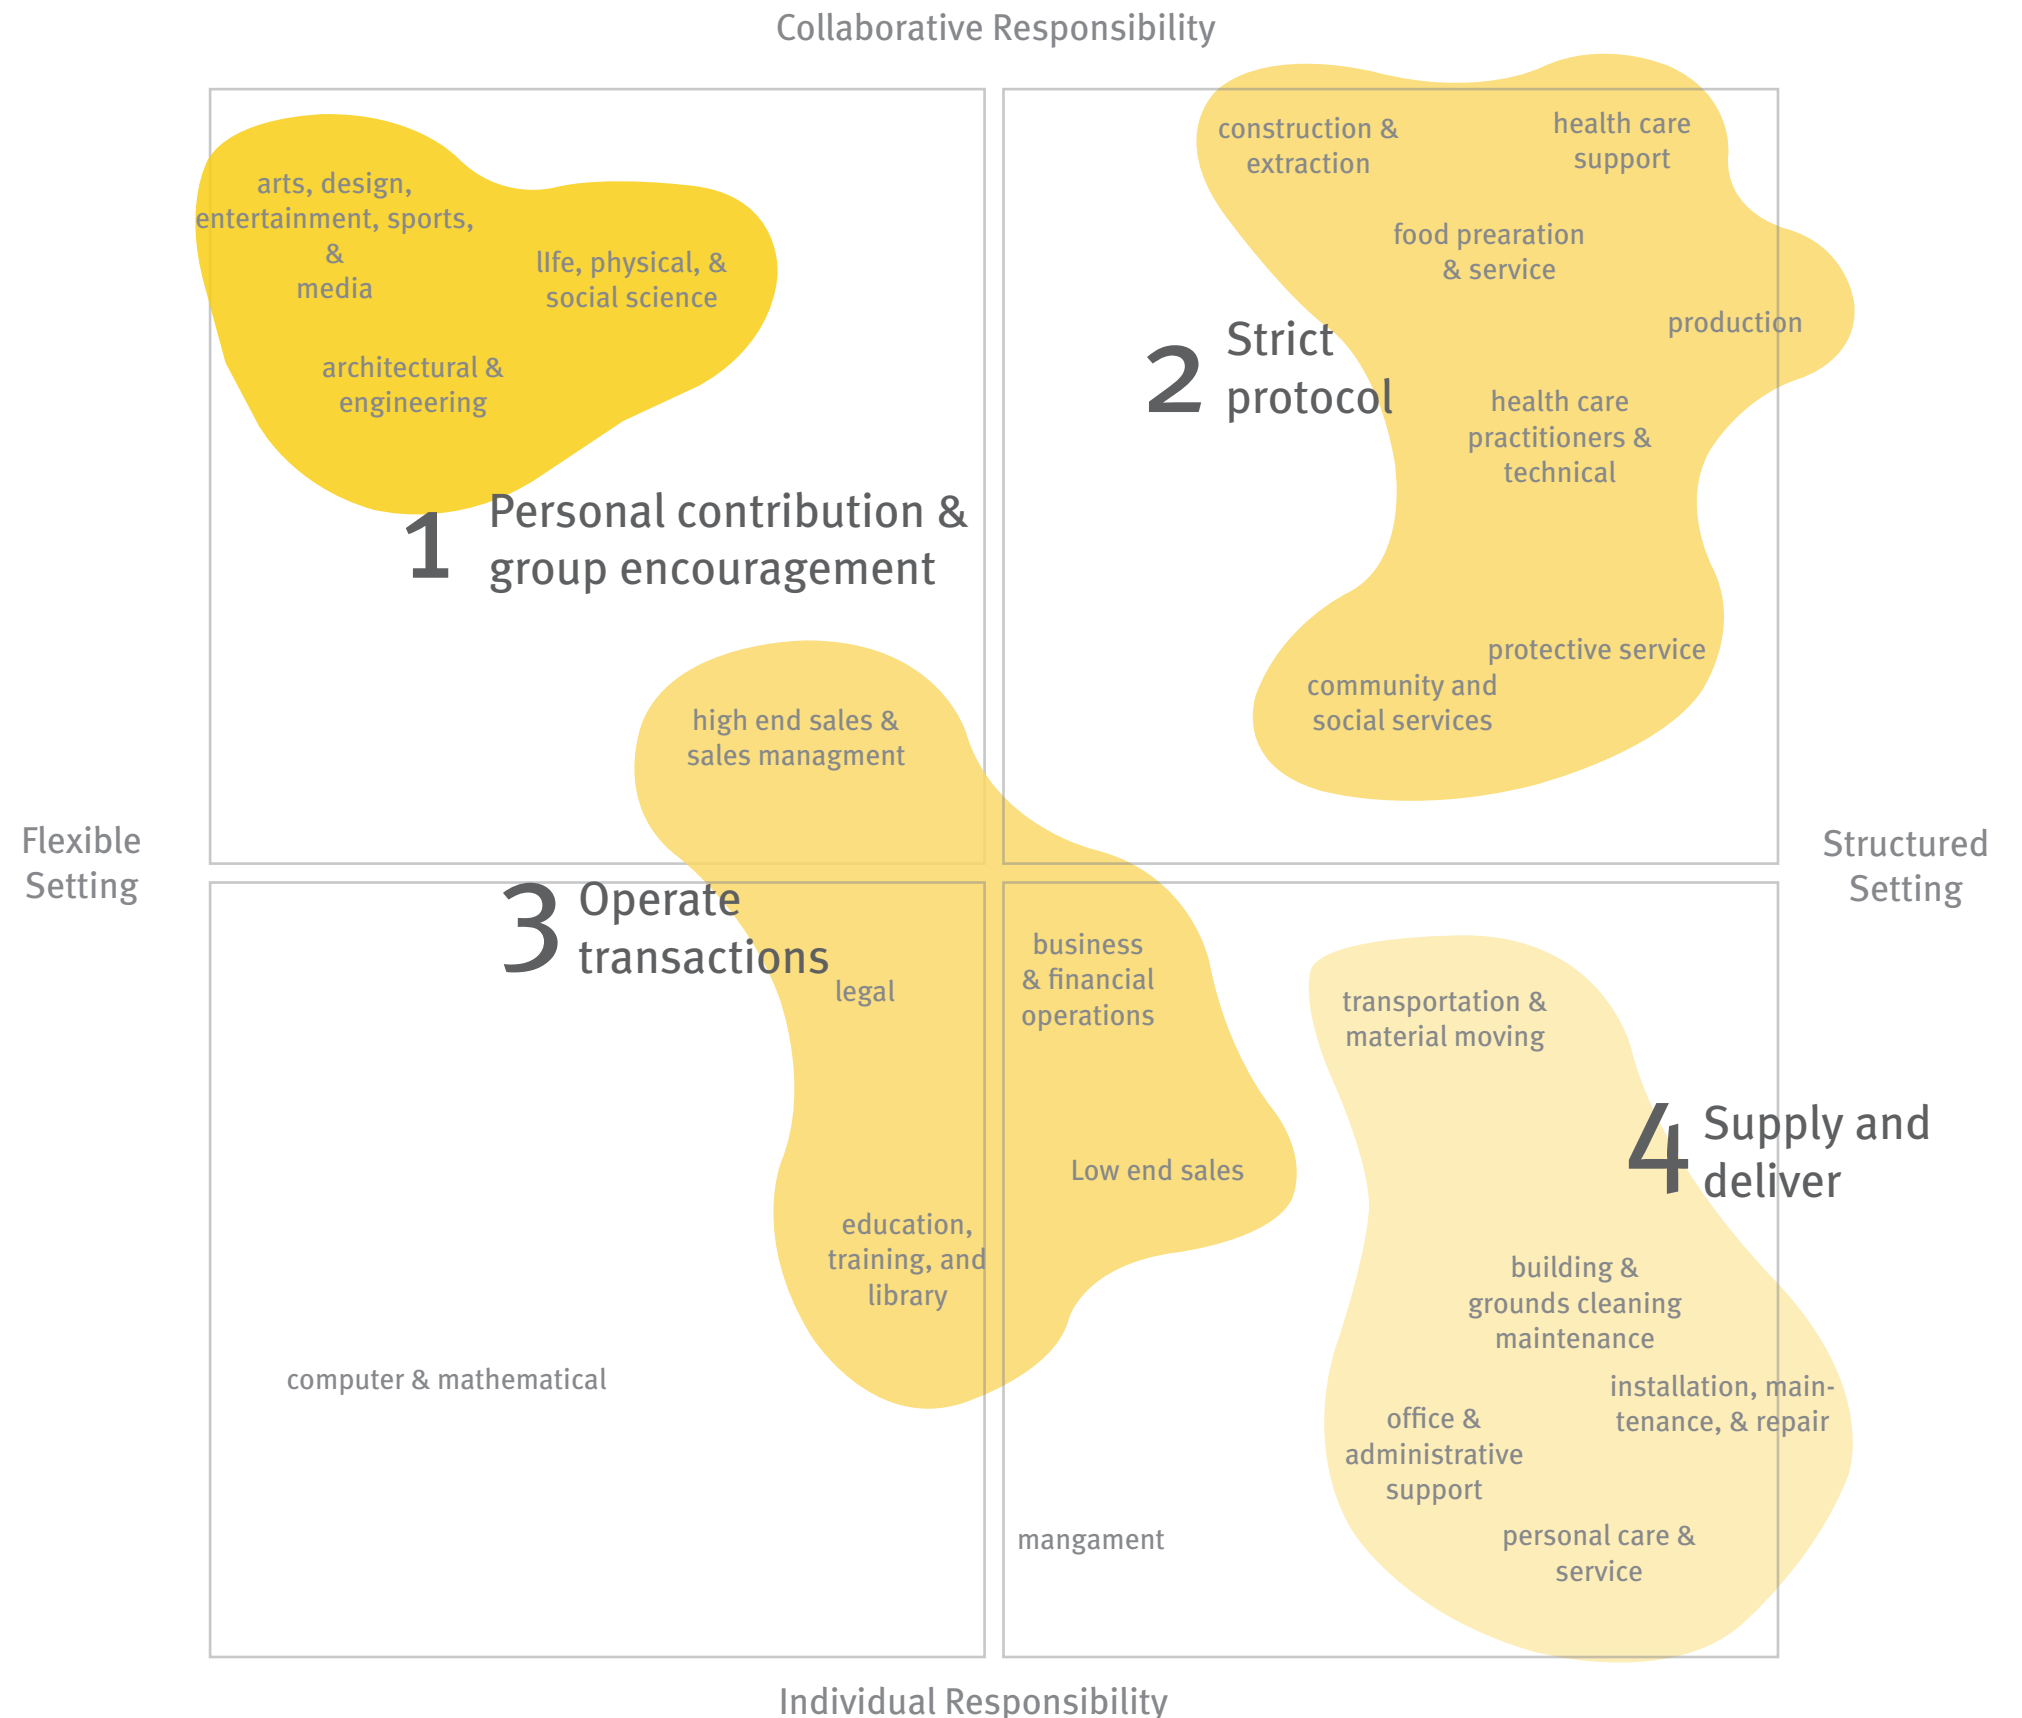 Collaborative Responsibility
arts, design,
entertainment, sports,
&
media
lIfe, physical, &
social science
architectural &
engineering
1
Personal contribution &
group encouragement
construction &
extraction
health care
support
food prearation
& service
production
2
Strict
protocol
health care
practitioners &
technical
protective service
community and
social services
high end sales &
sales managment
Flexible
Setting
Structured
Setting
3
Operate
transactions
legal
business
& financial
operations
Low end sales
education,
training, and
library
computer & mathematical
transportation &
material moving
4
Supply and
deliver
building &
grounds cleaning
maintenance
installation, main-
tenance, & repair
office &
administrative
support
personal care &
service
mangament
Individual Responsibility